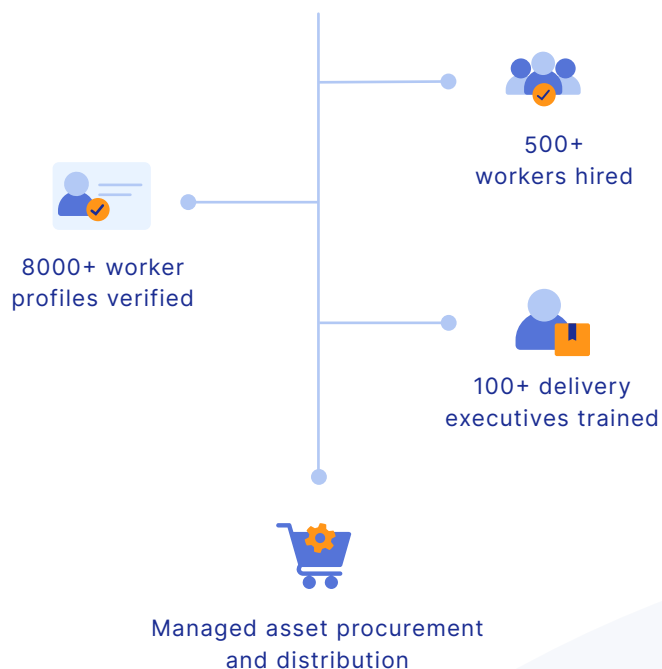 500+
workers hired
8000+ worker
profiles verified
100+ delivery
executives trained
Managed asset procurement
and distribution